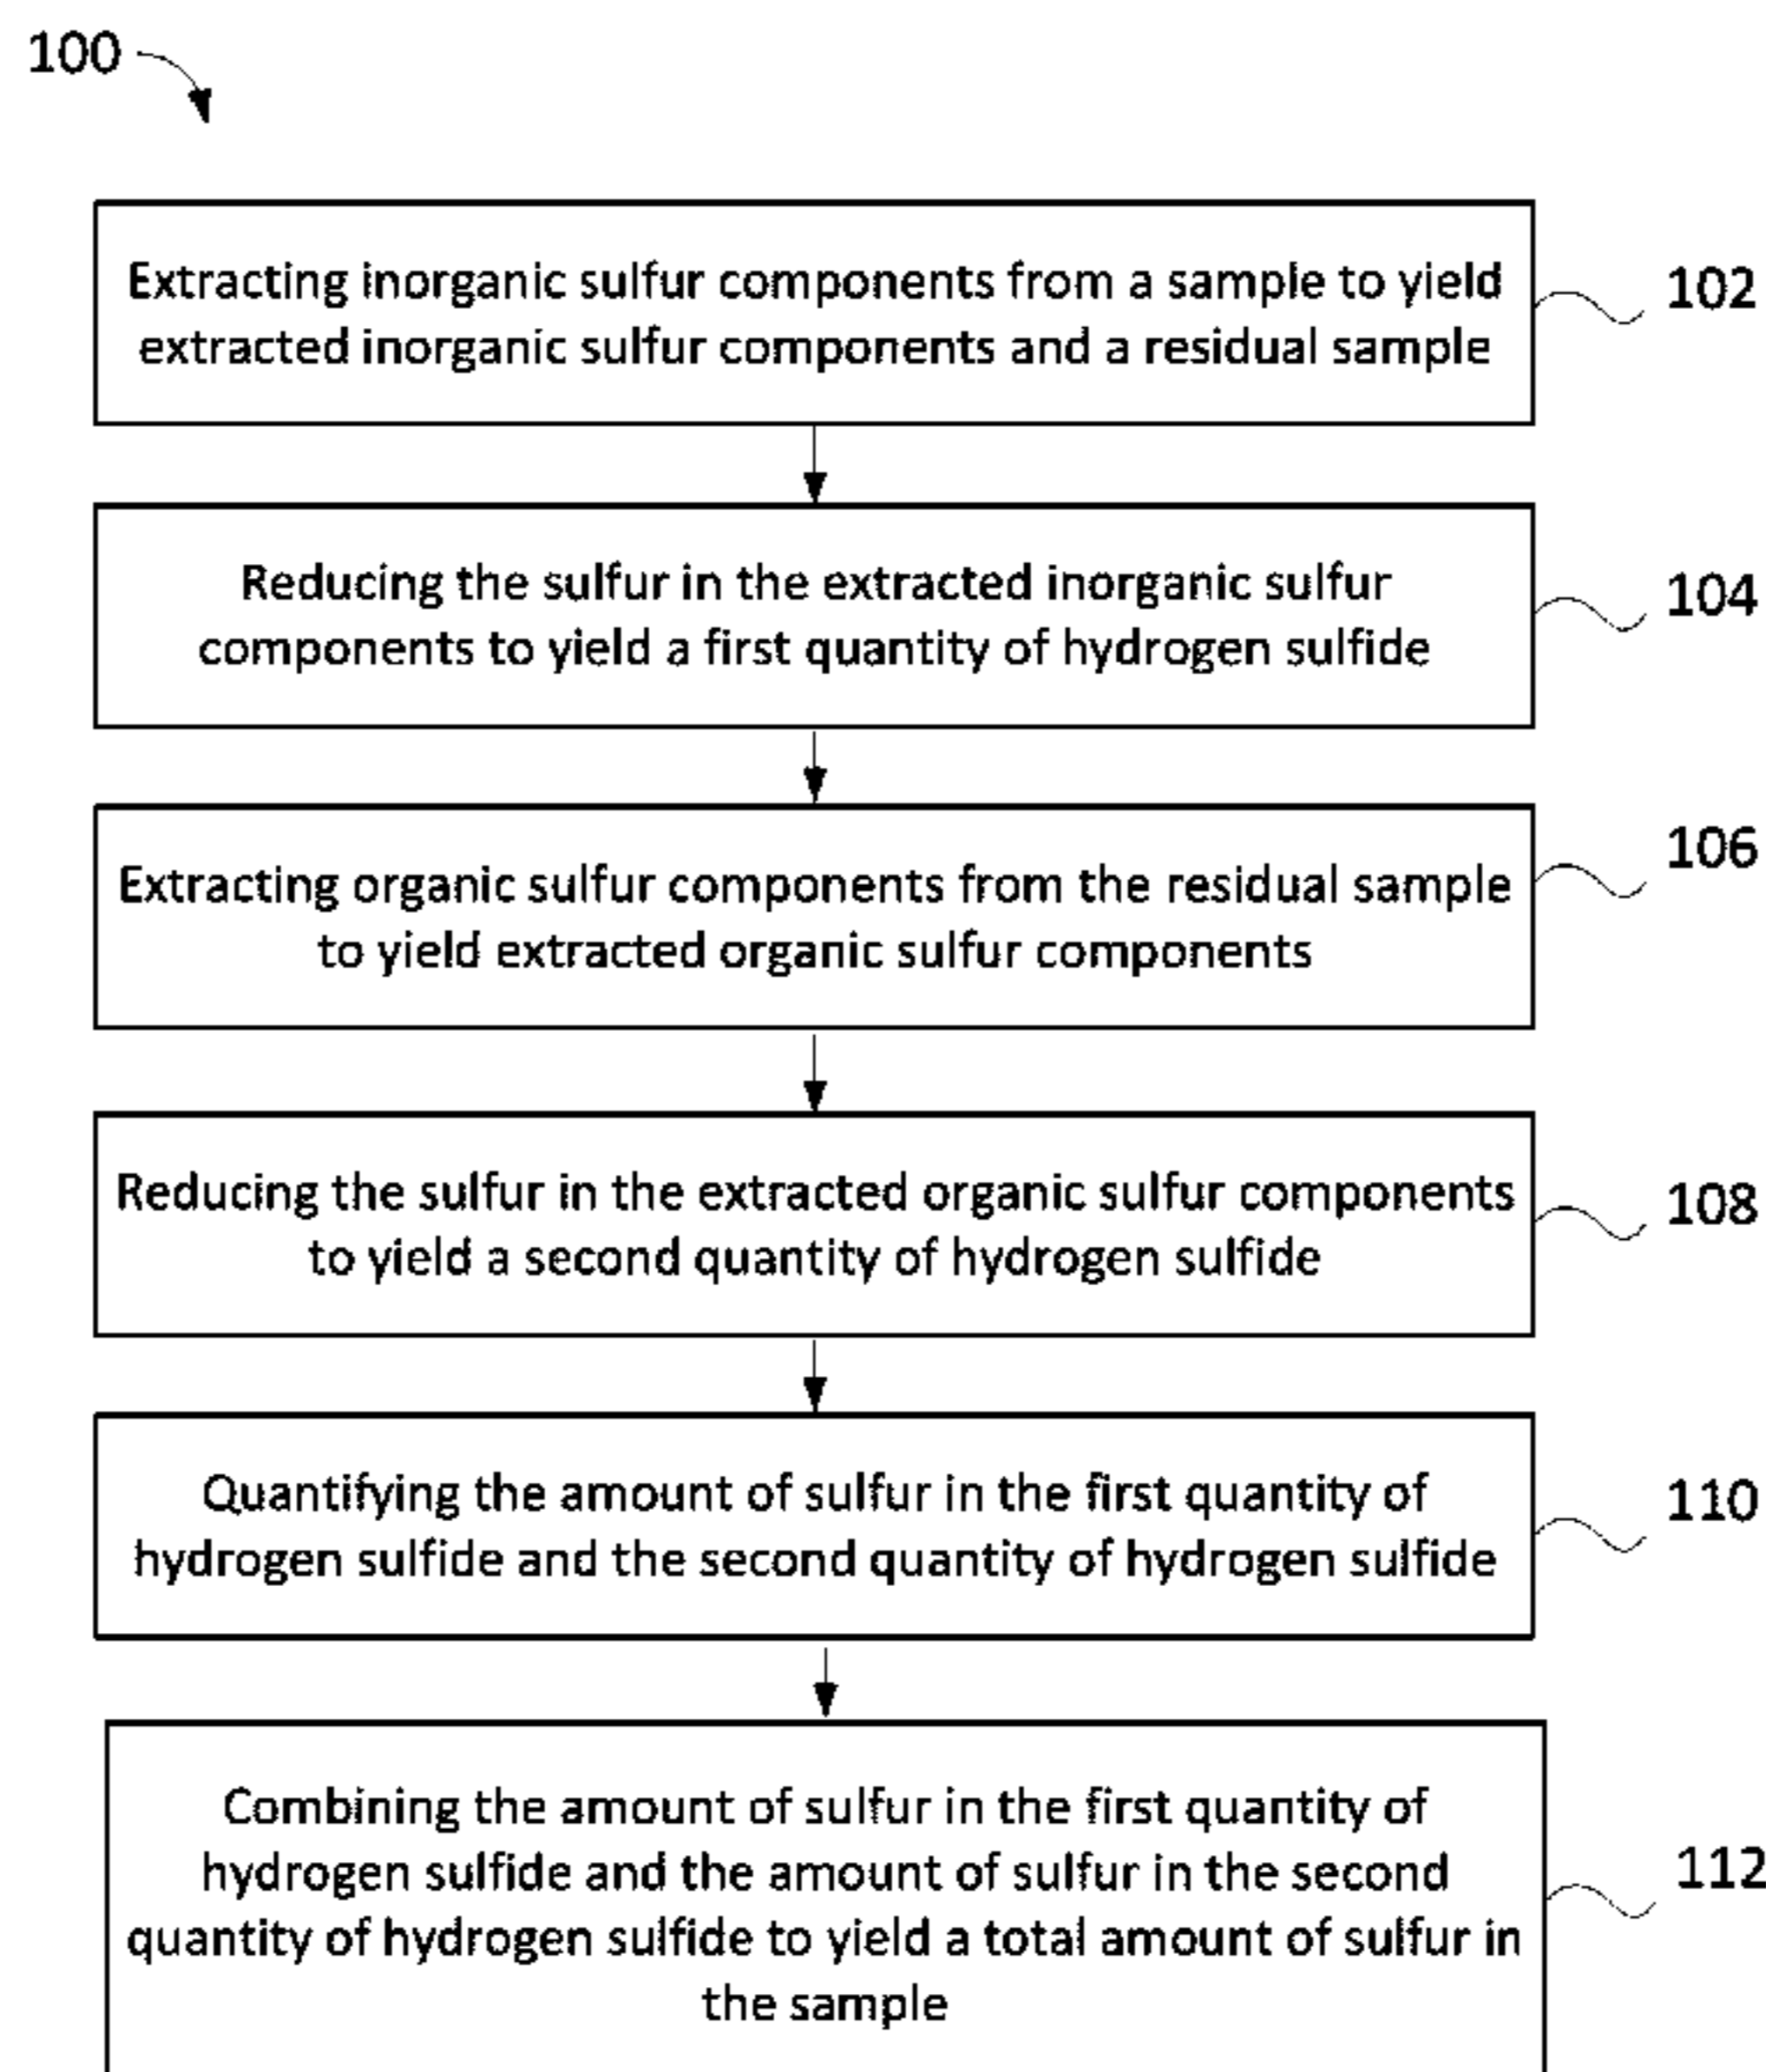 100
Extracting inorganic sulfur components from a sample to yield
extracted inorganic sulfur components and a residual sample
102
Reducing the sulfur in the extracted inorganic sulfur
components to yield a first quantity of hydrogen sulfide
104
Extracting organic sulfur components from the residual sample
to yield extracted organic sulfur components
106
Reducing the sulfur in the extracted organic sulfur components
to yield a second quantity of hydrogen sulfide
108
Quantifying the amount of sulfur in the first quantity of
hydrogen sulfide and the second quantity of hydrogen sulfide
110
Combining the amount of sulfur in the first quantity of
hydrogen sulfide and the amount of sulfur in the second
quantity of hydrogen sulfide to yield a total amount of sulfur in
the sample
112